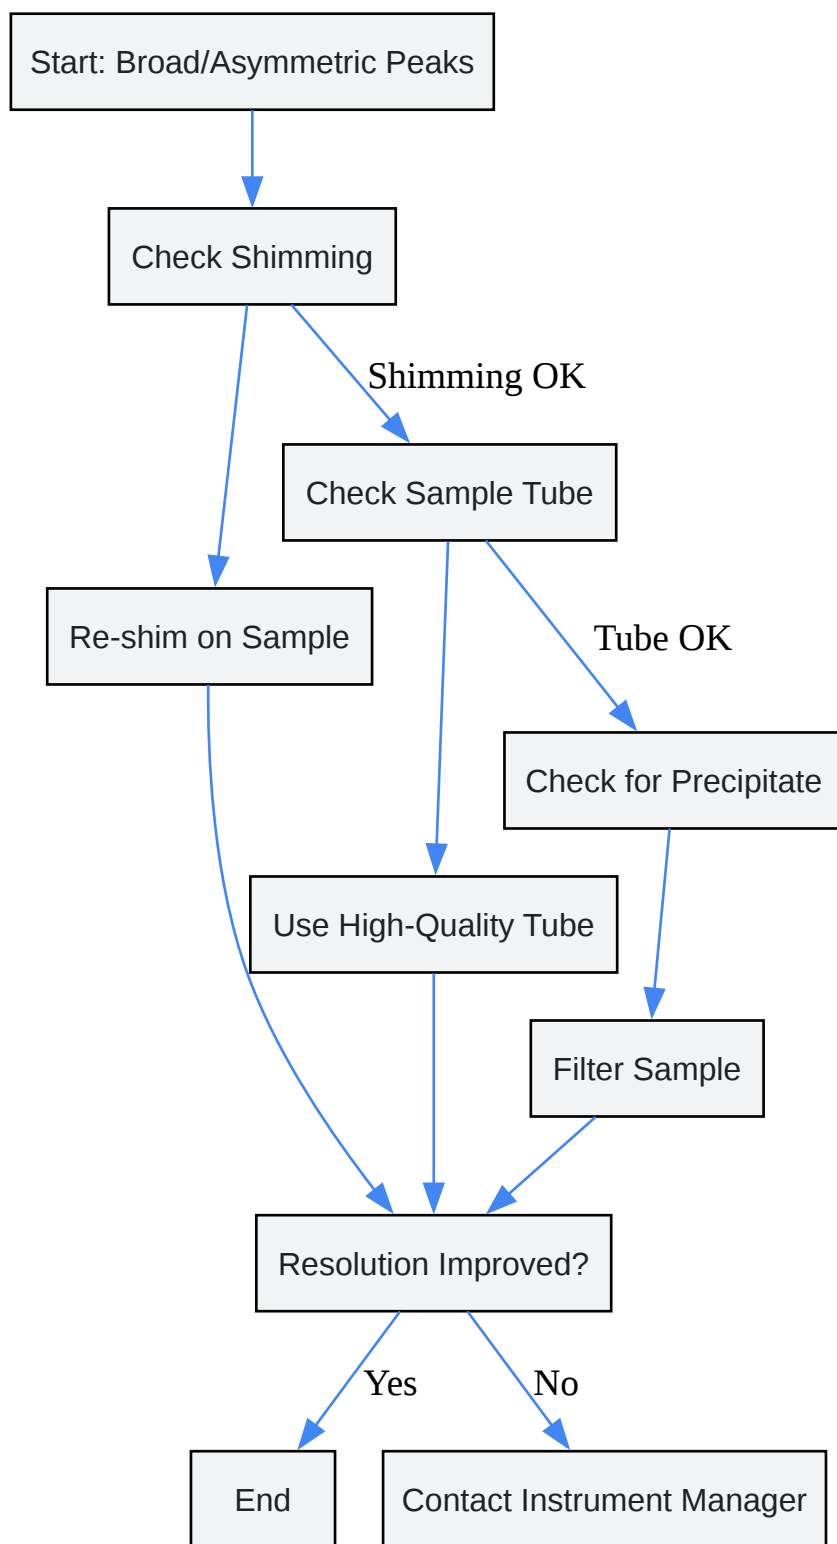 Start: Broad/Asymmetric Peaks
Check Shimming
Shimming OK
Check Sample Tube
Re-shim on Sample
Tube OK
Check for Precipitate
Use High-Quality Tube
Filter Sample
Resolution Improved?
Yes
No
End
Contact Instrument Manager